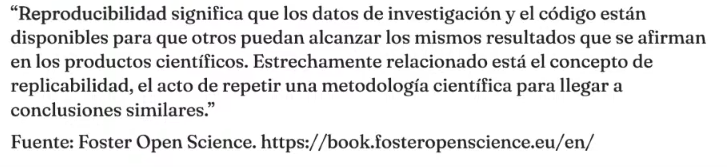 “Reproducibilidad significa que los datos de investigación y el código están
disponibles para que otros puedan alcanzar los mismos resultados que se afirman
en los productos científicos. Estrechamente relacionado está el concepto de
replicabilidad, el acto de repetir una metodología científica para llegar a
conclusiones similares.”
Fuente: Foster Open Science. https://book.fosteropenscience.eu/en/